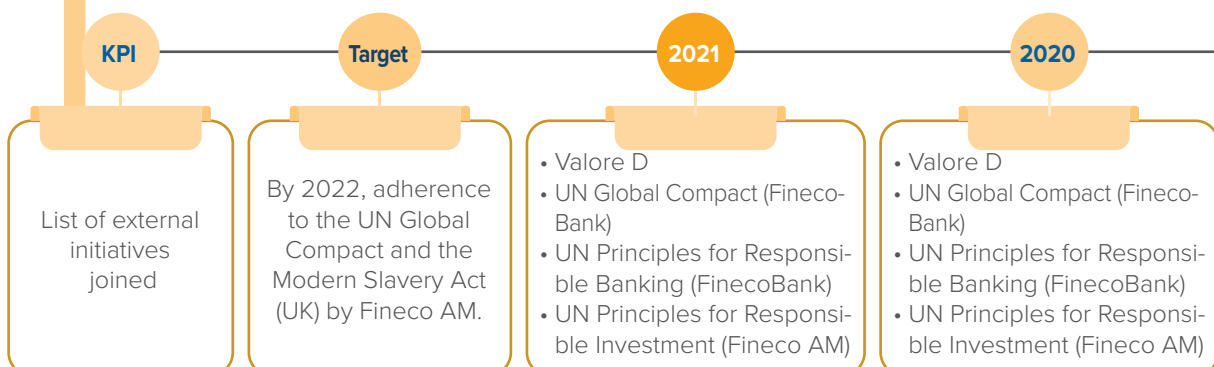 KPI
Target
2021
2020
List of external
initiatives
joined
By 2022, adherence
to the UN Global
Compact and the
Modern Slavery Act
(UK) by Fineco AM.
• Valore D
• UN Global Compact (Fineco-
Bank)
• UN Principles for Responsi-
ble Banking (FinecoBank)
• UN Principles for Responsi-
ble Investment (Fineco AM)
• Valore D
• UN Global Compact (Fineco-
Bank)
• UN Principles for Responsi-
ble Banking (FinecoBank)
• UN Principles for Responsi-
ble Investment (Fineco AM)